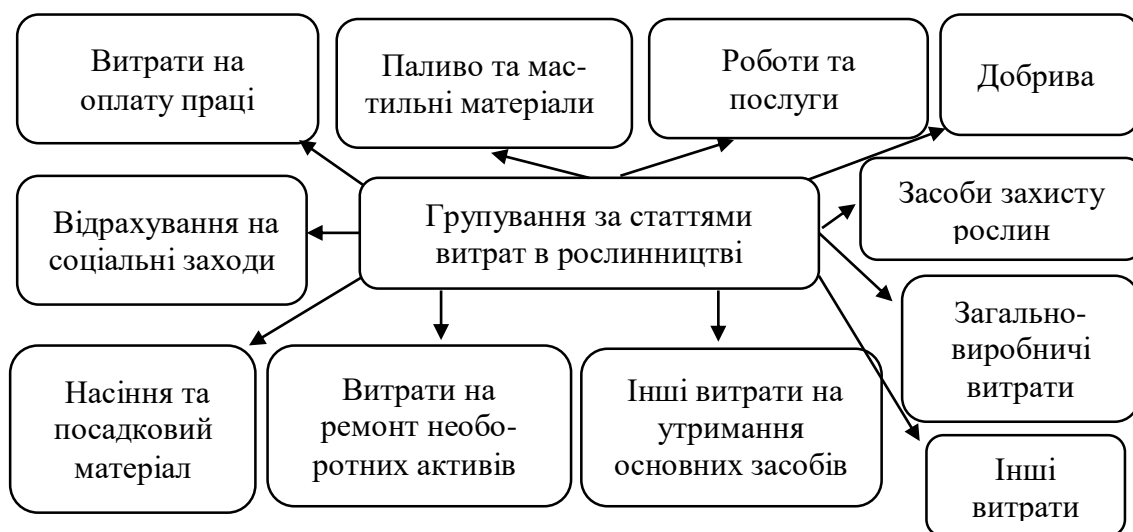 Витрати на
оплату праці
Паливо та мас-
тильні матеріали
Роботи та
послуги
Добрива
Відрахування на
соціальні заходи
Групування за статтями
витрат в рослинництві
Засоби захисту
рослин
Загально-
виробничі
витрати
Насіння та
посадковий
матеріал
Витрати на
ремонт необо-
ротних активів
Інші витрати на
утримання
основних засобів
Інші
витрати